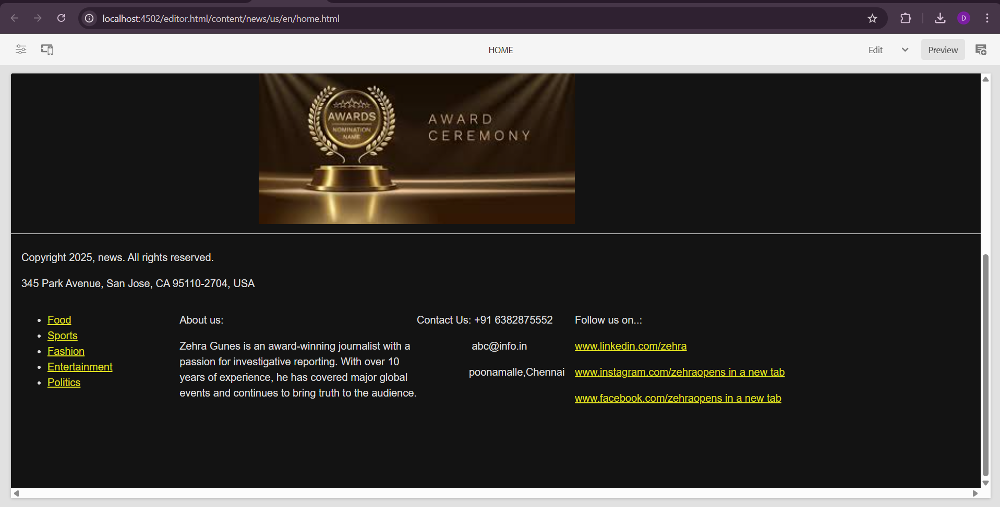 localhost:4502/editor.html/content/news/us/en/home.html
D
HOME
Edit
Preview
AWARDS
NOMINATION
NAME
AWARD
CEREMONY
Copyright 2025, news. All rights reserved.
345 Park Avenue, San Jose, CA 95110-2704, USA
Food
Sports
Fashion
Entertainment
Politics
About us:
Zehra Gunes is an award-winning journalist with a
passion for investigative reporting. With over 10
years of experience, he has covered major global
events and continues to bring truth to the audience.
Contact Us: +91 6382875552
abc@info.in
poonamalle,Chennai
Follow us on..:
www.linkedin.com/zehra
www.instagram.com/zehraopens in a new tab
www.facebook.com/zehraopens in a new tab